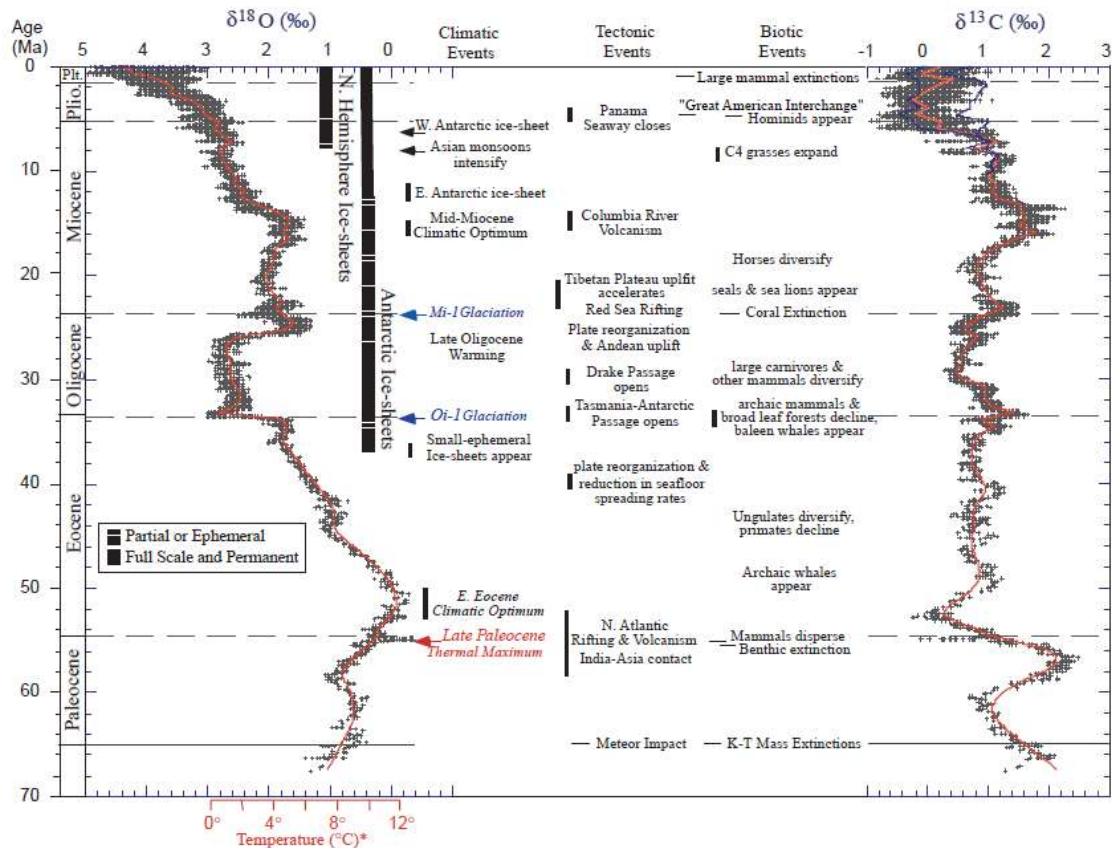 Age
(Ma)
δ18O (‰)
Climatic
Events
Tectonic
Events
Biotic
Events
δ13C (‰)
5 4 3 2 1 0
-1 0 1 2 3
0
10
20
30
40
50
60
70
Plt.
Plio.
Miocene
Oligocene
Eocene
Paleocene
N. Hemisphere Ice-sheets
Antarctic Ice-sheets
Partial or Ephemeral
Full Scale and Permanent
W. Antarctic ice-sheet
Asian monsoons
intensify
E. Antarctic ice-sheet
Mid-Miocene
Climatic Optimum
Mi-1 Glaciation
Late Oligocene
Warming
Oi-1 Glaciation
Small-ephemeral
Ice-sheets appear
E. Eocene
Climatic Optimum
Late Paleocene
Thermal Maximum
Panama
Seaway closes
Columbia River
Volcanism
Tibetan Plateau uplfit
accelerates
Red Sea Rifting
Plate reorganization
& Andean uplift
Drake Passage
opens
Tasmania-Antarctic
Passage opens
plate reorganization &
reduction in seafloor
spreading rates
N. Atlantic
Rifting & Volcanism
India-Asia contact
Meteor Impact
Large mammal extinctions
"Great American Interchange"
Hominids appear
C4 grasses expand
Horses diversify
seals & sea lions appear
Coral Extinction
large carnivores &
other mammals diversify
archaic mammals &
broad leaf forests decline,
baleen whales appear
Ungulates diversify,
primates decline
Archaic whales
appear
Mammals disperse
Benthic extinction
K-T Mass Extinctions
0° 4° 8° 12°
Temperature (°C)*